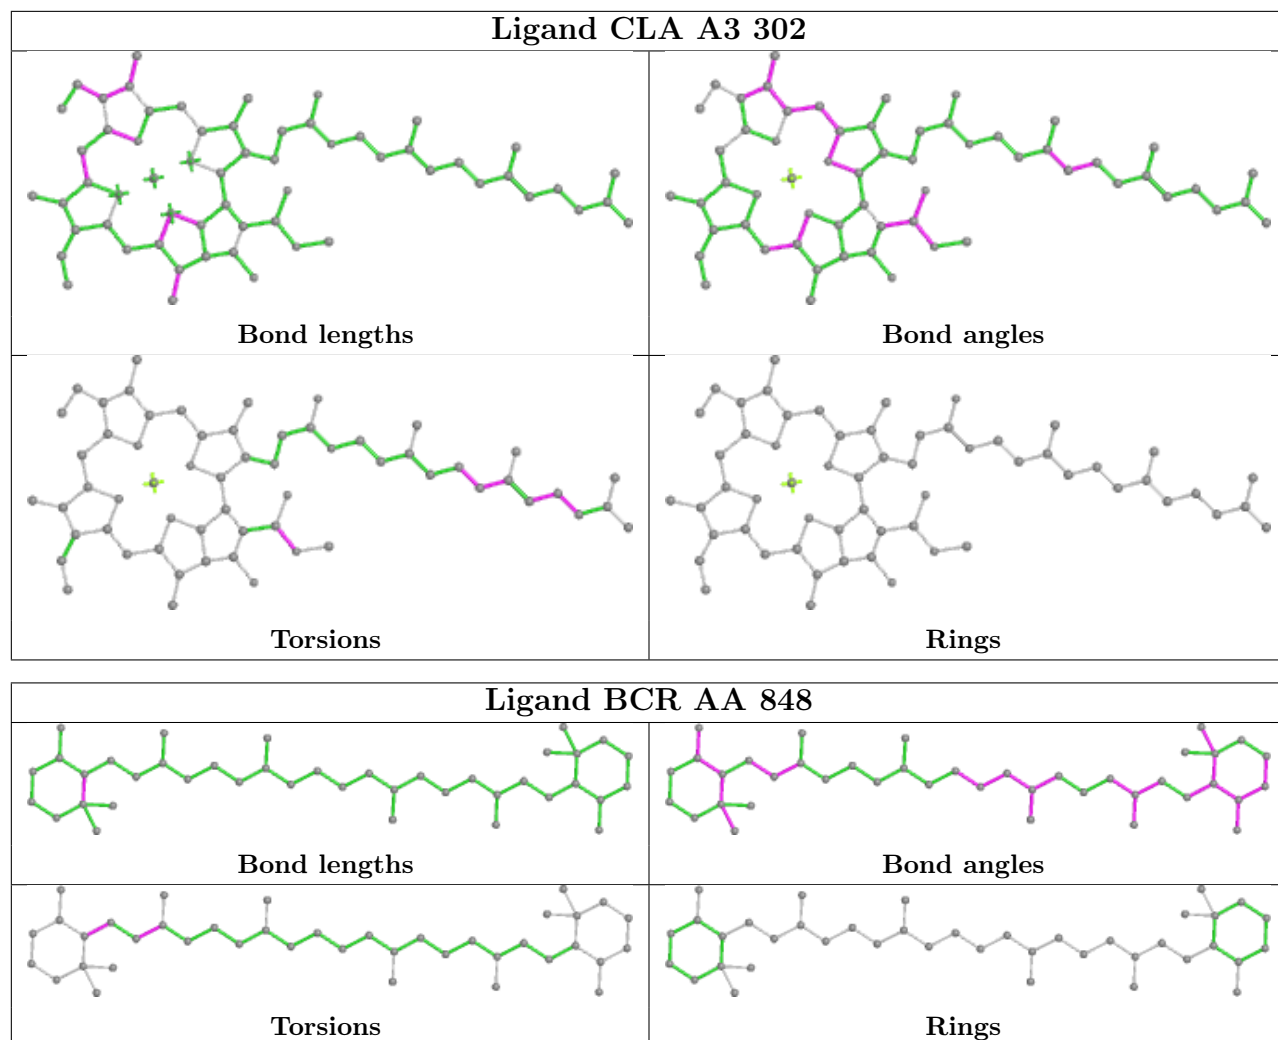 Ligand CLA A3 302
Bond lengths
Bond angles
Torsions
Rings
Ligand BCR AA 848
Bond lengths
Bond angles
Torsions
Rings